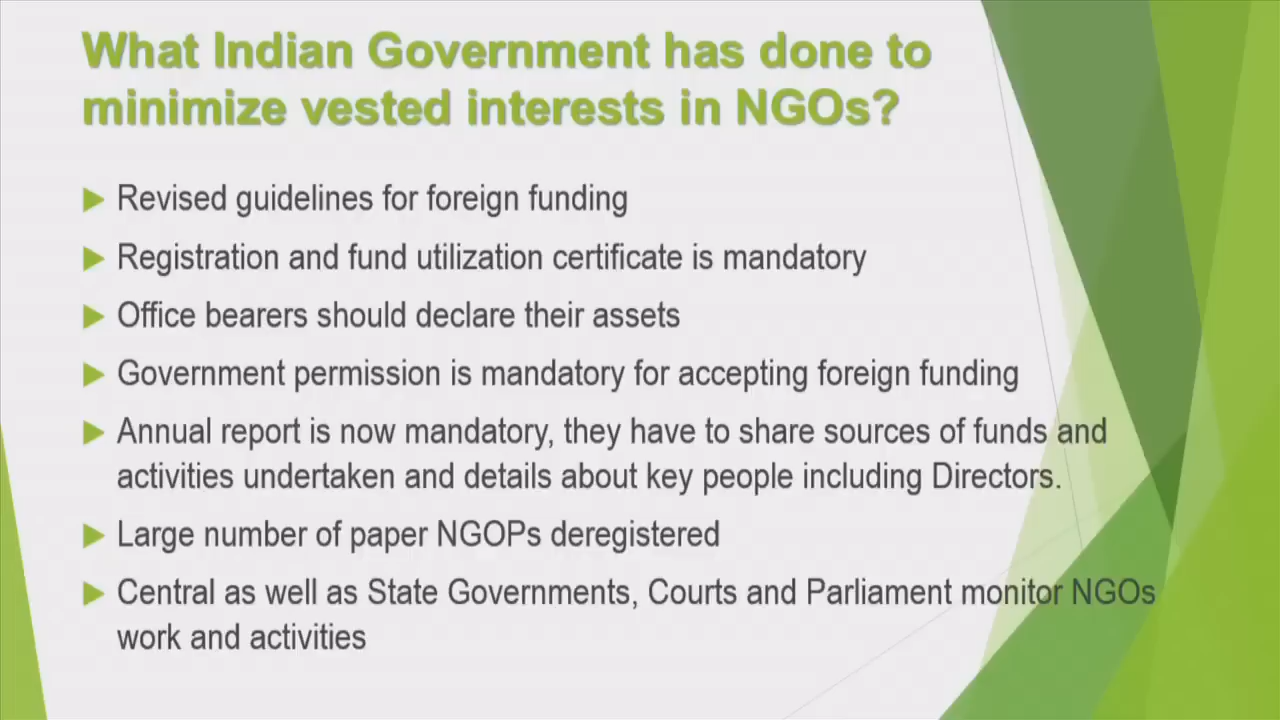 What Indian Government has done to
minimize vested interests in NGOs?
Revised guidelines for foreign funding
Registration and fund utilization certificate is mandatory
Office bearers should declare their assets
Government permission is mandatory for accepting foreign funding
Annual report is now mandatory, they have to share sources of funds and
activities undertaken and details about key people including Directors.
Large number of paper NGOPs deregistered
Central as well as State Governments, Courts and Parliament monitor NGOs
work and activities